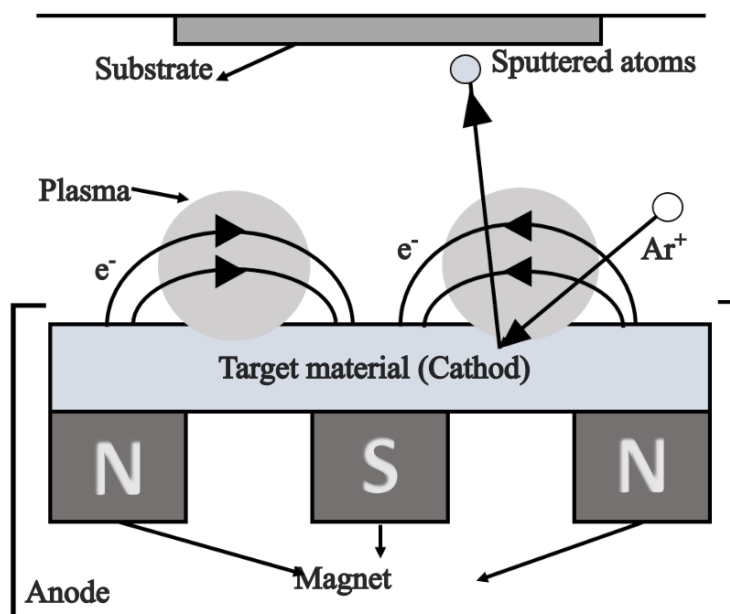 Substrate
Sputtered atoms
Plasma
e⁻
e⁻
Ar⁺
Target material (Cathod)
N
S
N
Magnet
Anode